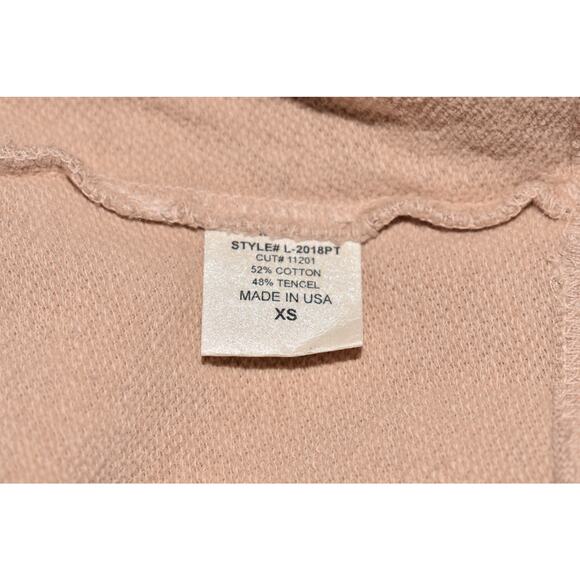 STYLE# L-2018PT
CUT# 11201
52% COTTON
48% TENCEL
MADE IN USA
XS